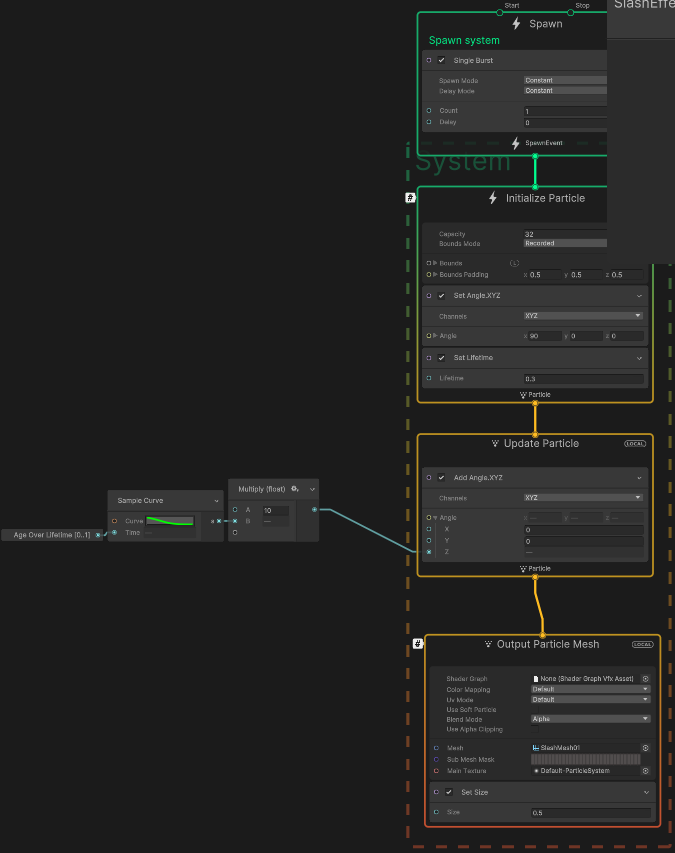 SlashEffe
Start Stop
Spawn
Spawn system
Single Burst
Spawn Mode Constant
Delay Mode Constant
Count 1
Delay 0
SpawnEvent
System
Initialize Particle
Capacity 32
Bounds Mode Recorded
Bounds L
Bounds Padding x 0.5 y 0.5 z 0.5
Set Angle.XYZ
Channels XYZ
Angle x 90 y 0 z 0
Set Lifetime
Lifetime 0.3
Particle
Update Particle LOCAL
Add Angle.XYZ
Channels XYZ
Angle x — y — z —
X 0
Y 0
Z —
Particle
Multiply (float)
A 10
B —
Sample Curve
Curve s
Time —
Age Over Lifetime [0..1]
Output Particle Mesh LOCAL
Shader Graph None (Shader Graph Vfx Asset)
Color Mapping Default
Uv Mode Default
Use Soft Particle
Blend Mode Alpha
Use Alpha Clipping
Mesh SlashMesh01
Sub Mesh Mask
Main Texture Default-ParticleSystem
Set Size
Size 0.5